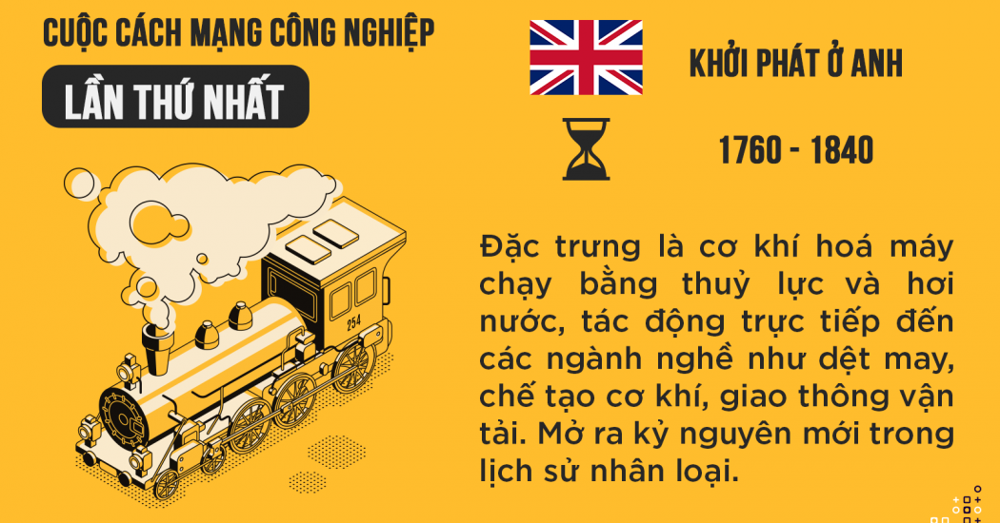 CUỘC CÁCH MẠNG CÔNG NGHIỆP
LẦN THỨ NHẤT
KHỞI PHÁT Ở ANH
1760 - 1840
Đặc trưng là cơ khí hoá máy
chạy bằng thuỷ lực và hơi
nước, tác động trực tiếp đến
các ngành nghề như dệt may,
chế tạo cơ khí, giao thông vận
tải. Mở ra kỷ nguyên mới trong
lịch sử nhân loại.
254